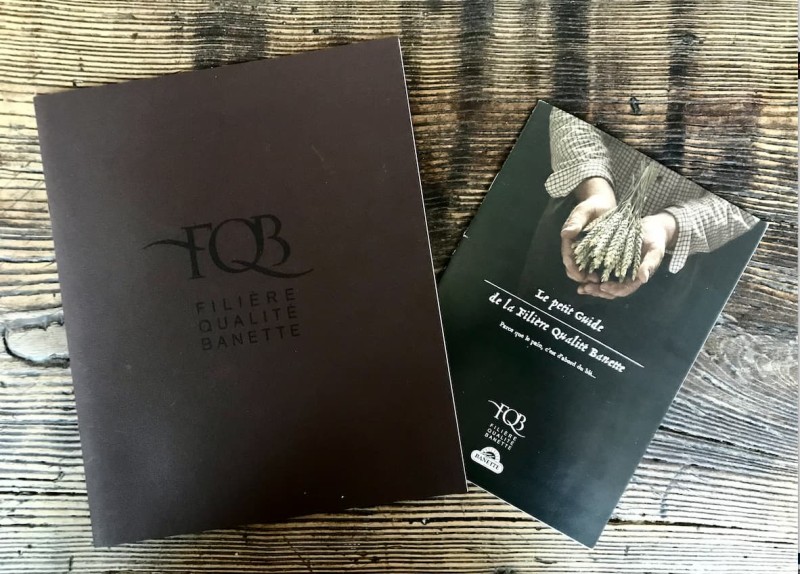 FQB
FILIÈRE
QUALITÉ
BANETTE
Le petit Guide
de la Filière Qualité Banette
Parce que le pain, c'est d'abord du blé...
FQB
FILIÈRE
QUALITÉ
BANETTE
BANETTE